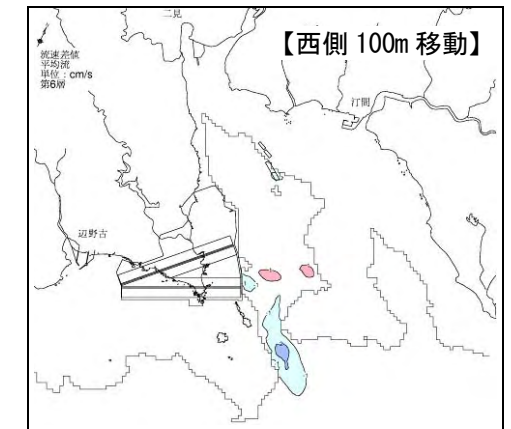 二見
【西側 100m 移動】
流速差値
平均流
単位：cm/s
第6層
汀間
辺野古